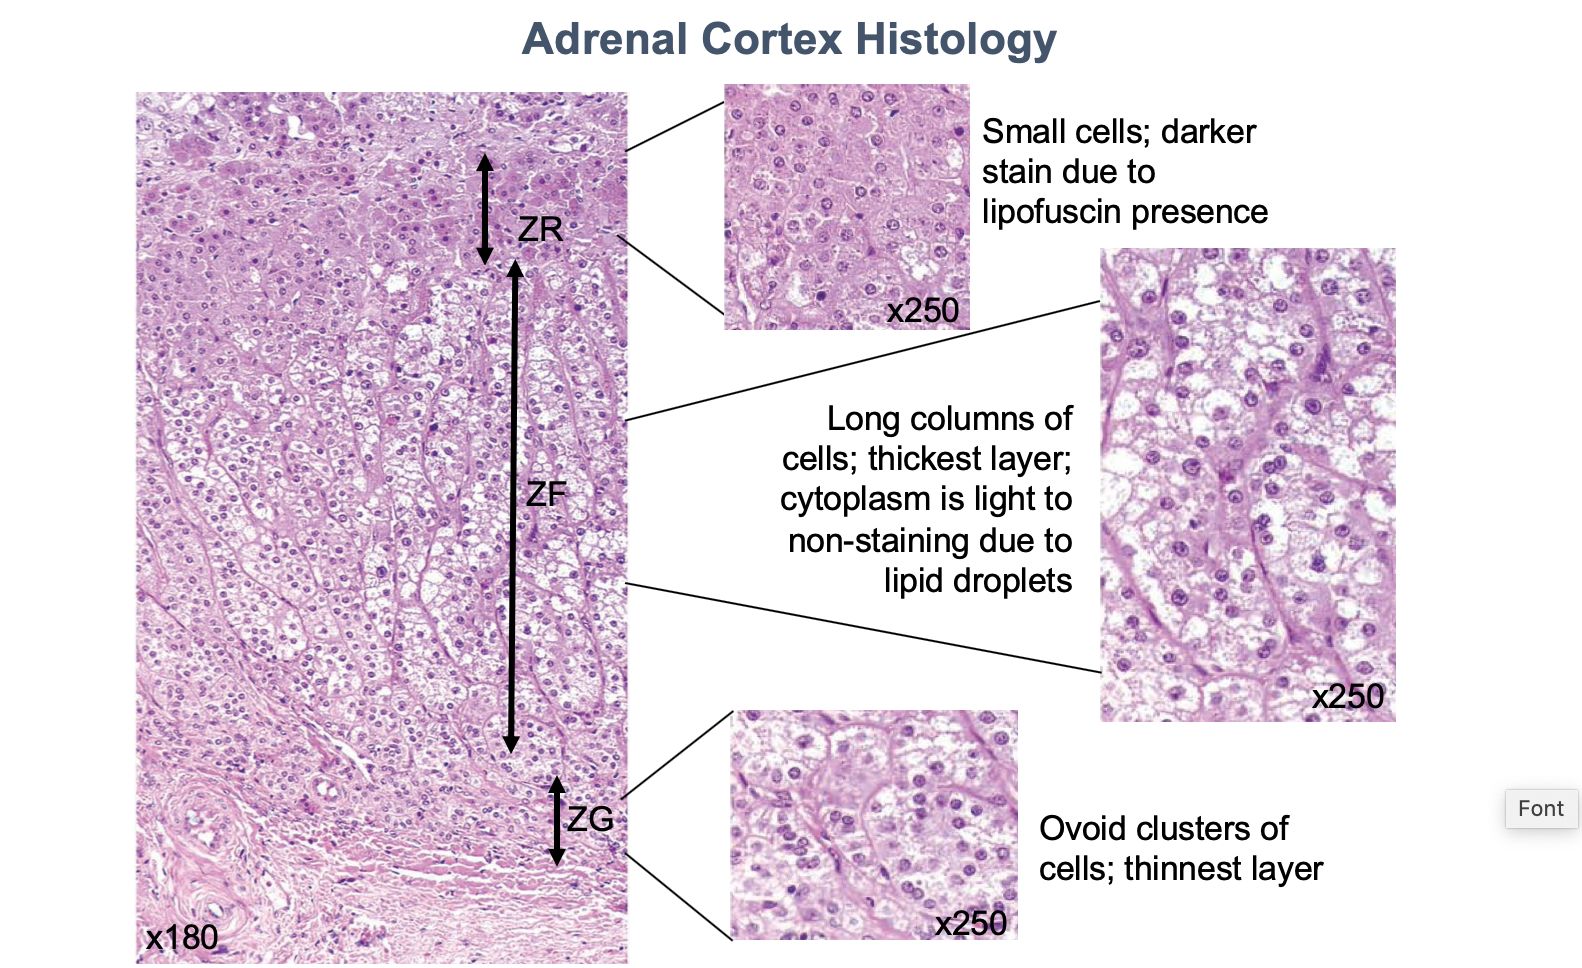 Adrenal Cortex Histology
ZR
x250
Small cells; darker
stain due to
lipofuscin presence
ZF
Long columns of
cells; thickest layer;
cytoplasm is light to
non-staining due to
lipid droplets
x250
ZG
x250
Ovoid clusters of
cells; thinnest layer
x180
Font